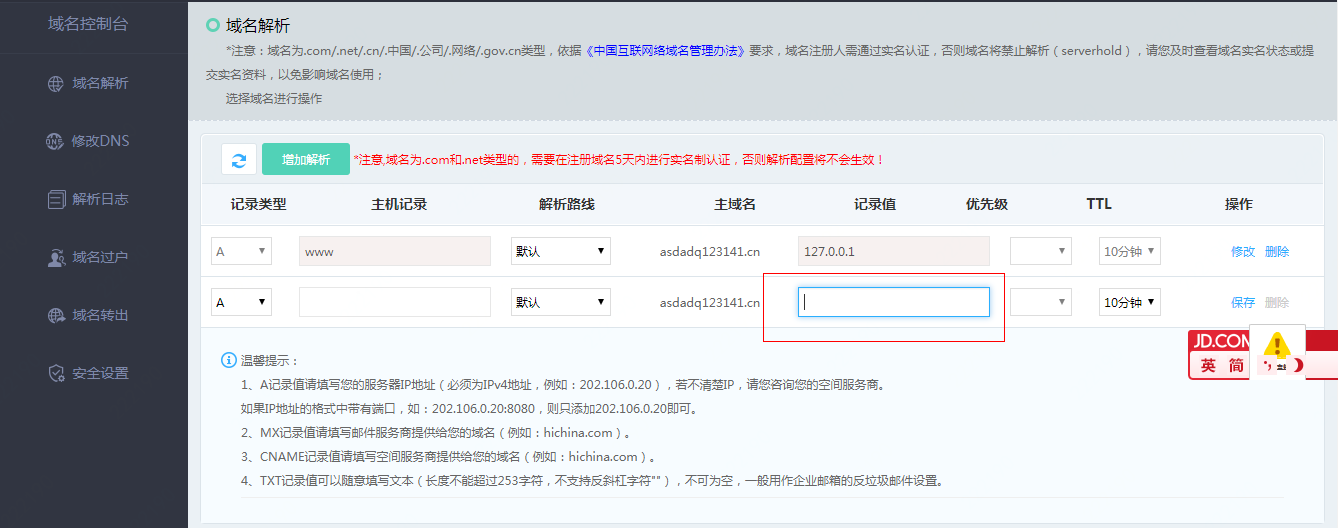 域名控制台
域名解析
修改DNS
解析日志
域名过户
域名转出
安全设置
域名解析
*注意：域名为.com/.net/.cn/.中国/.公司/.网络/.gov.cn类型，依据《中国互联网络域名管理办法》要求，域名注册人需通过实名认证，否则域名将禁止解析（serverhold），请您及时查看域名实名状态或提
交实名资料，以免影响域名使用；
选择域名进行操作
增加解析 *注意,域名为.com和.net类型的，需要在注册域名5天内进行实名制认证，否则解析配置将不会生效！
记录类型 主机记录 解析路线 主域名 记录值 优先级 TTL 操作
A www 默认 asdadq123141.cn 127.0.0.1 10分钟 修改 删除
A 默认 asdadq123141.cn 10分钟 保存 删除
JD.COM
英 简
温馨提示：
1、A记录值请填写您的服务器IP地址（必须为IPv4地址，例如：202.106.0.20），若不清楚IP，请您咨询您的空间服务商。
如果IP地址的格式中带有端口，如：202.106.0.20:8080，则只添加202.106.0.20即可。
2、MX记录值请填写邮件服务商提供给您的域名（例如：hichina.com）。
3、CNAME记录值请填写空间服务商提供给您的域名（例如：hichina.com）。
4、TXT记录值可以随意填写文本（长度不能超过253字符，不支持反斜杠字符""），不可为空，一般用作企业邮箱的反垃圾邮件设置。